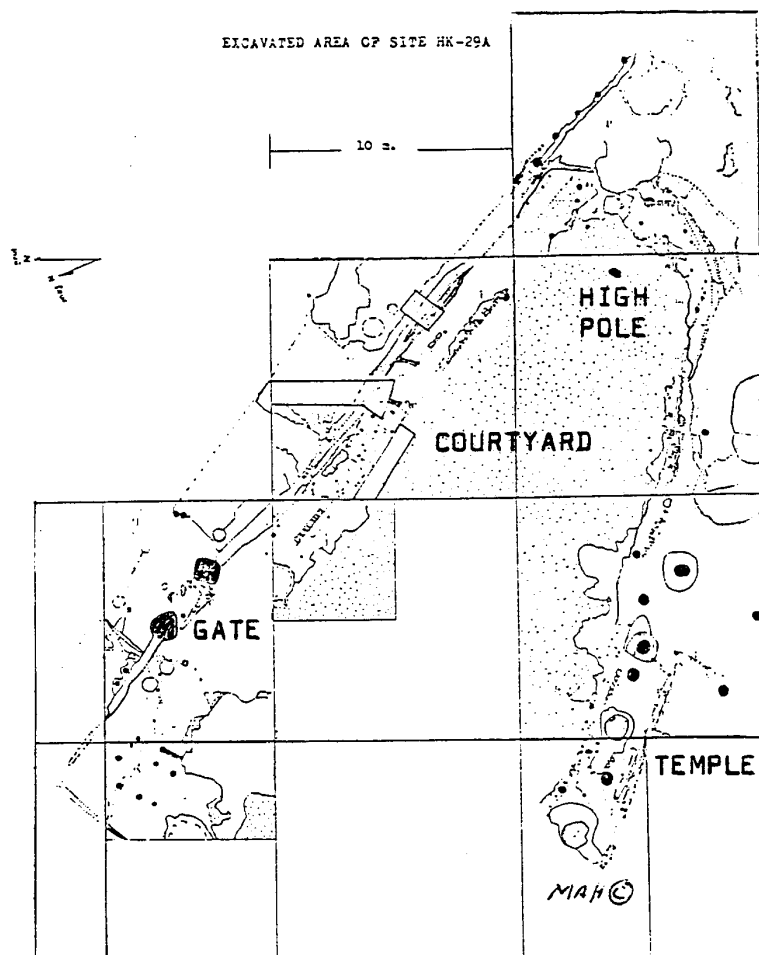 EXCAVATED AREA OF SITE HK-29A
10 m.
N
HIGH
POLE
COURTYARD
GATE
TEMPLE
MAH ©